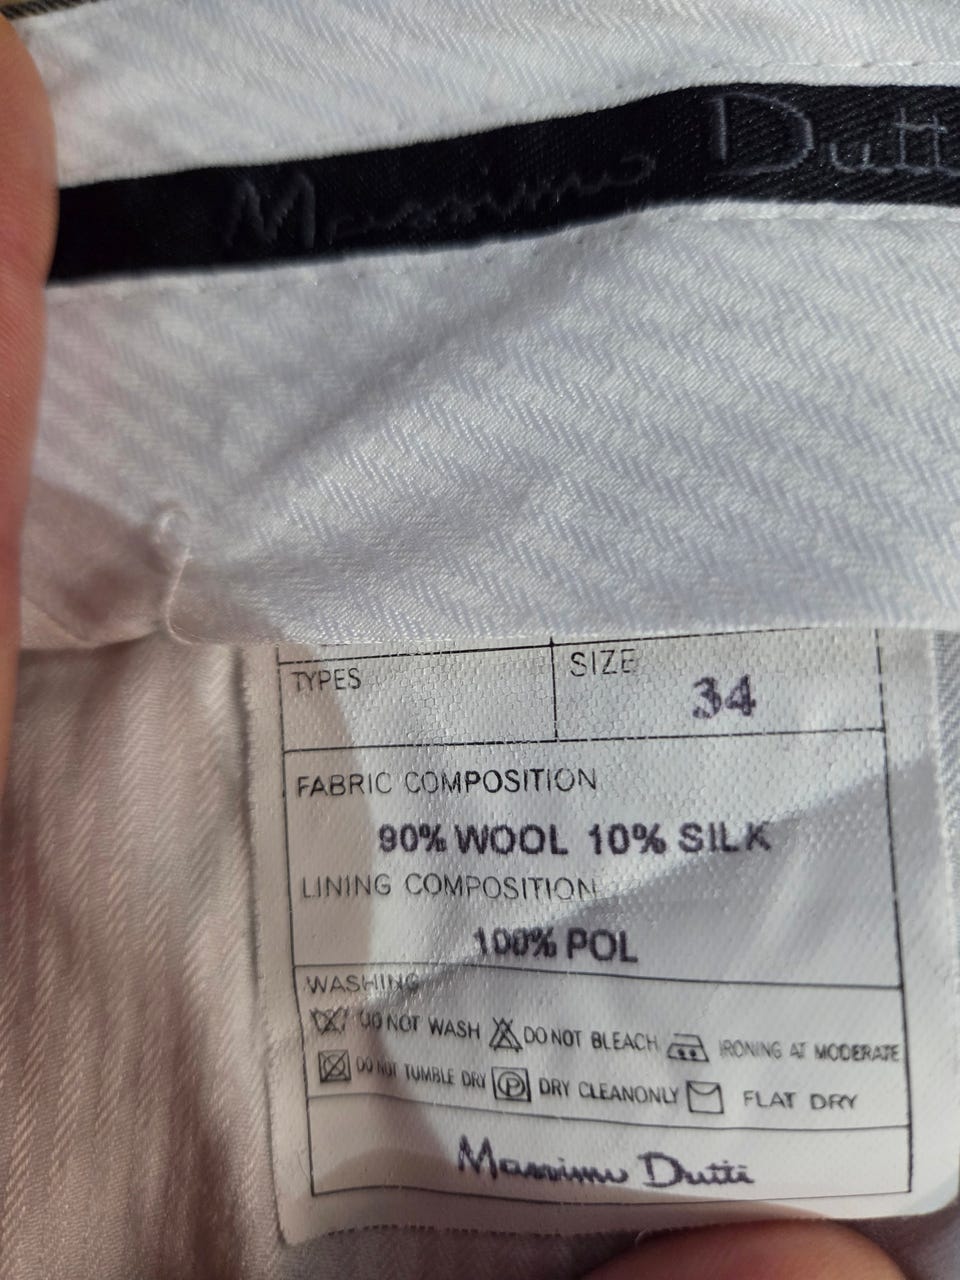 Massimo Dutt
TYPES
SIZE
34
FABRIC COMPOSITION
90% WOOL 10% SILK
LINING COMPOSITION
100% POL
WASHING
DO NOT WASH DO NOT BLEACH IRONING AT MODERATE
DO NOT TUMBLE DRY P DRY CLEANONLY FLAT DRY
Massimo Dutti